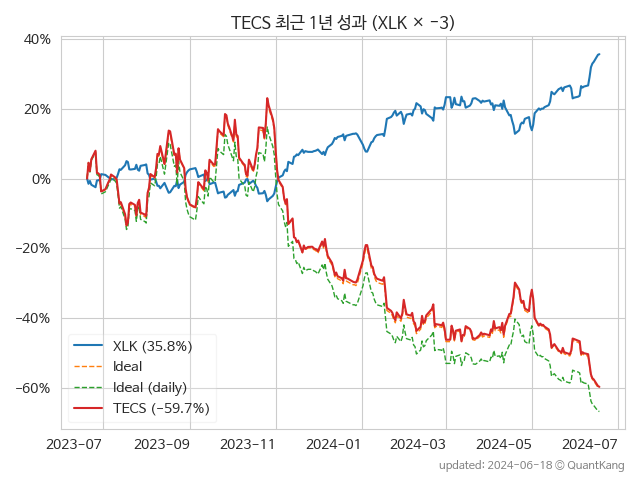 TECS 최근 1년 성과 (XLK × −3)
40%
20%
0%
−20%
−40%
−60%
XLK (35.8%)
Ideal
Ideal (daily)
TECS (−59.7%)
2023-07 2023-09 2023-11 2024-01 2024-03 2024-05 2024-07
updated: 2024-06-18 © QuantKang